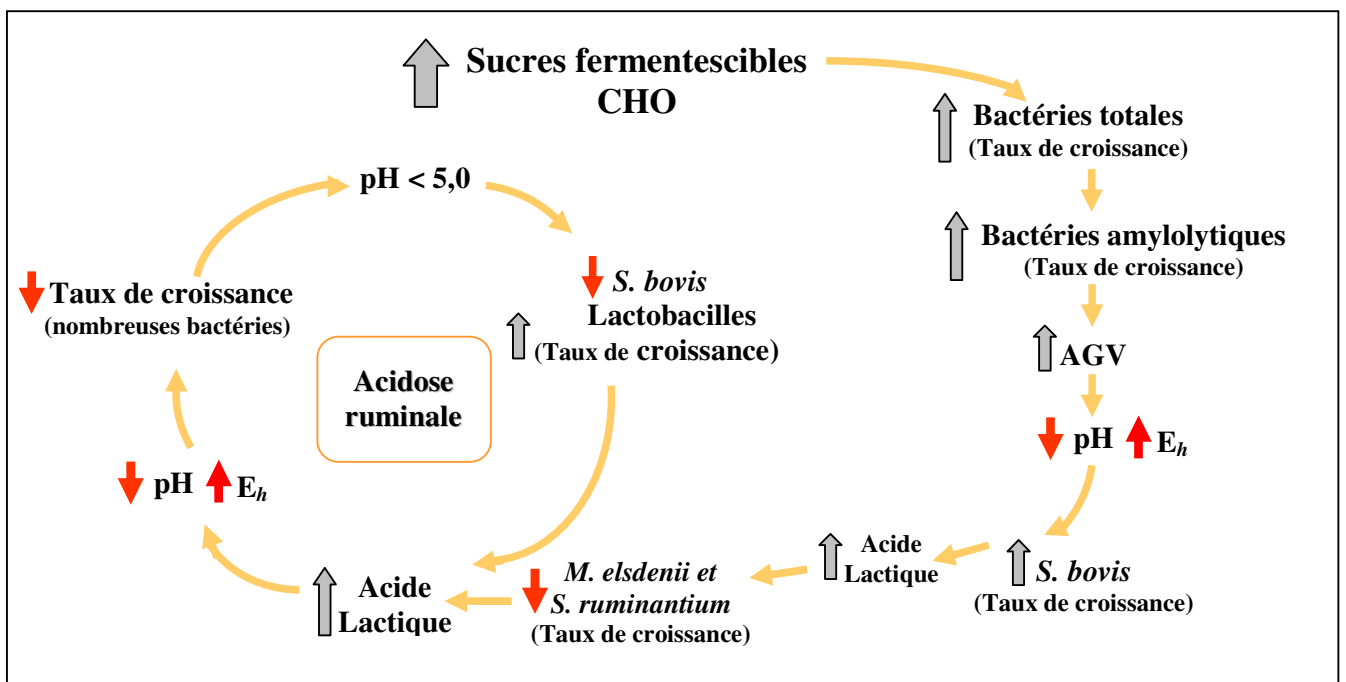 Sucres fermentescibles
CHO
Bactéries totales
(Taux de croissance)
Bactéries amylolytiques
(Taux de croissance)
AGV
pH
E_h
S. bovis
(Taux de croissance)
Acide
Lactique
M. elsdenii et
S. ruminantium
(Taux de croissance)
Acide
Lactique
pH
E_h
Taux de croissance
(nombreuses bactéries)
pH < 5,0
S. bovis
Lactobacilles
(Taux de croissance)
Acidose
ruminale